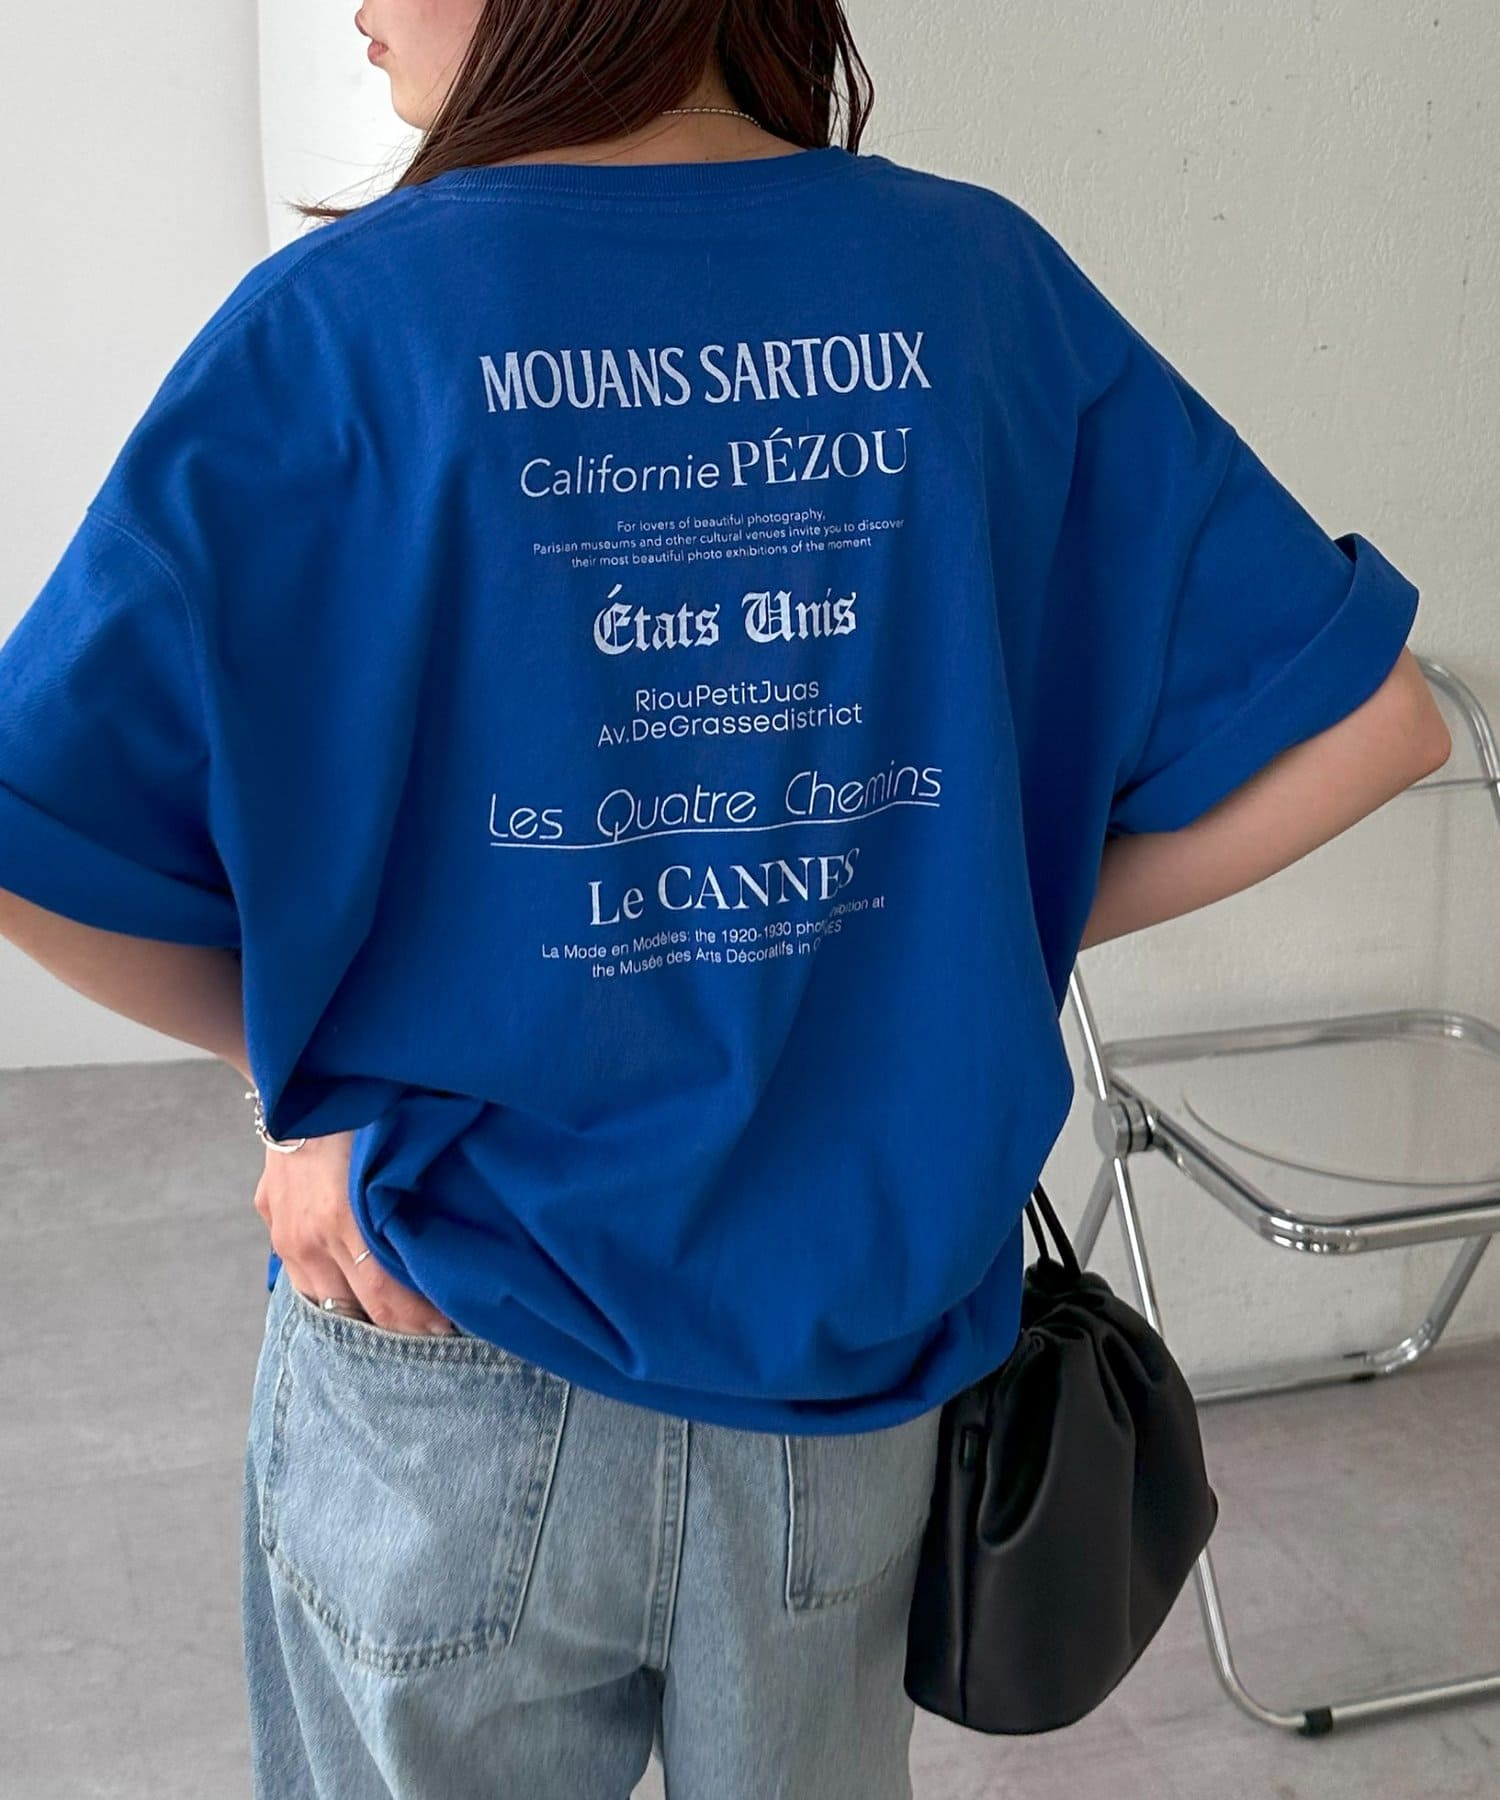 MOUANS SARTOUX
Californie PÉZOU
For lovers of beautiful photography,
Parisian museums and other cultural venues invite you to discover
their most beautiful photo exhibitions of the moment
États Unis
RiouPetitJuas
Av.DeGrassedistrict
Les Quatre Chemins
Le CANNES
La Mode en Modèles: the 1920-1930 at
the Musée des Arts Décoratifs in